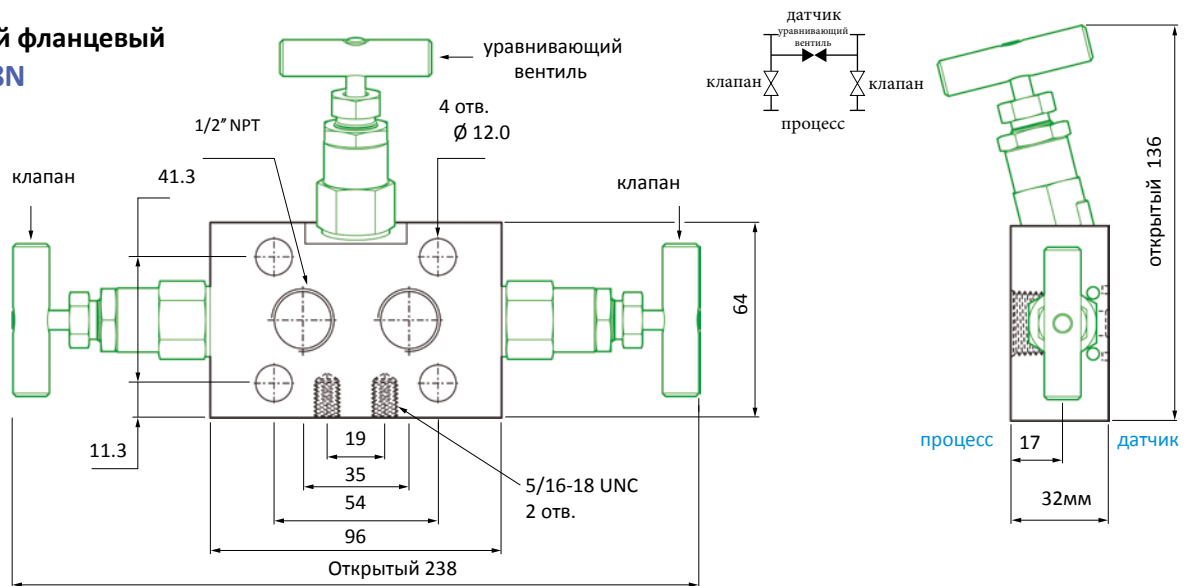 й фланцевый
8N
уравнивающий
вентиль
4 отв.
Ø 12.0
1/2” NPT
клапан
41.3
клапан
64
11.3
19
35
54
96
Открытый 238
5/16-18 UNC
2 отв.
датчик
уравнивающий
вентиль
клапан
клапан
процесс
открытый 136
процесс
17
датчик
32мм